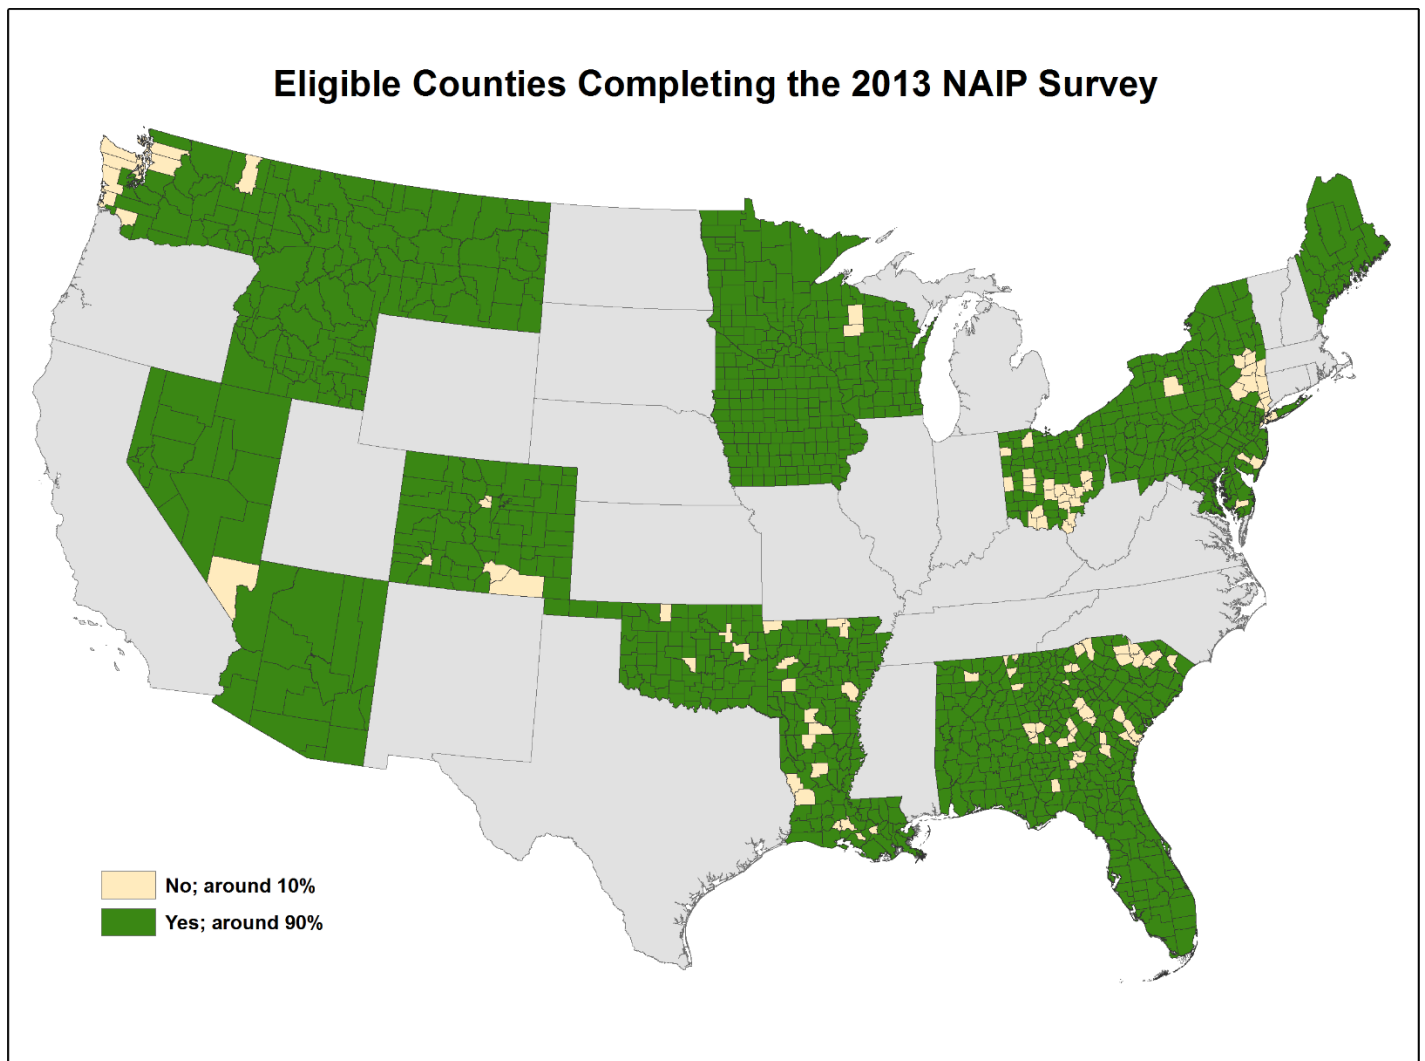 Eligible Counties Completing the 2013 NAIP Survey
No; around 10%
Yes; around 90%